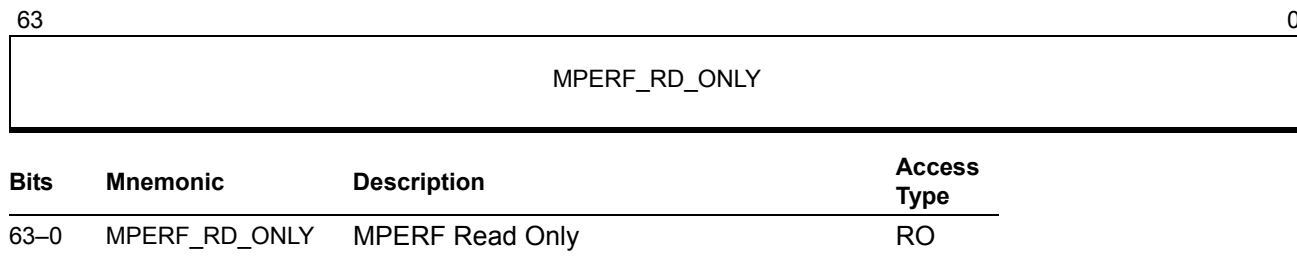 63 0
MPERF_RD_ONLY
Bits Mnemonic Description Access Type
63–0 MPERF_RD_ONLY MPERF Read Only RO